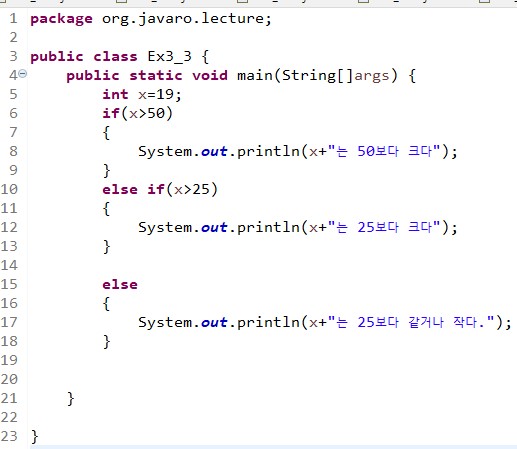 1 package org.javaro.lecture;
2
3 public class Ex3_3 {
4 public static void main(String[]args) {
5 int x=19;
6 if(x>50)
7 {
8 System.out.println(x+"는 50보다 크다");
9 }
10 else if(x>25)
11 {
12 System.out.println(x+"는 25보다 크다");
13 }
14
15 else
16 {
17 System.out.println(x+"는 25보다 같거나 작다.");
18 }
19
20
21 }
22
23 }